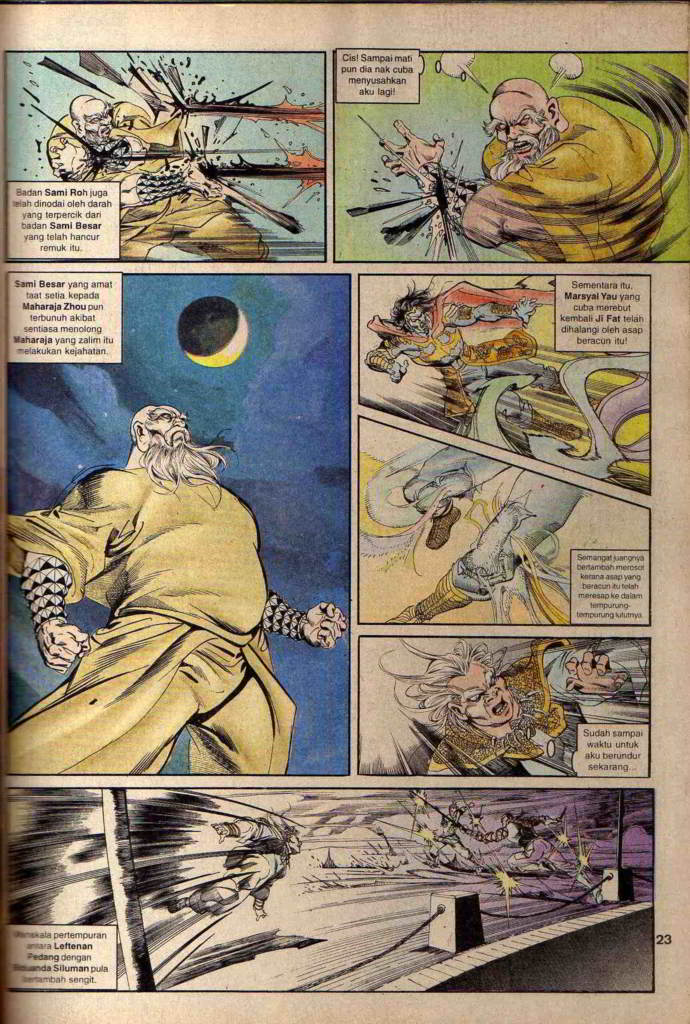 Badan Sami Roh juga
telah dinodai oleh darah
yang terpercik dari
badan Sami Besar
yang telah hancur
remuk itu.
Cis! Sampai mati
pun dia nak cuba
menyusahkan
aku lagi!
Sami Besar yang amat
taat setia kepada
Maharaja Zhou pun
terbunuh akibat
sentiasa menolong
Maharaja yang zalim itu
melakukan kejahatan.
Sementara itu,
Marsyal Yau yang
cuba merebut
kembali Ji Fat telah
dihalangi oleh asap
beracun itu!
Semangat juangnya
bertambah merosot
kerana asap yang
beracun itu telah
meresap ke dalam
tempurung-
tempurung lututnya.
Sudah sampai
waktu untuk
aku berundur
sekarang...
pertempuran
antara Leftenan
Pedang dengan
Siluman pula
bertambah sengit.
23